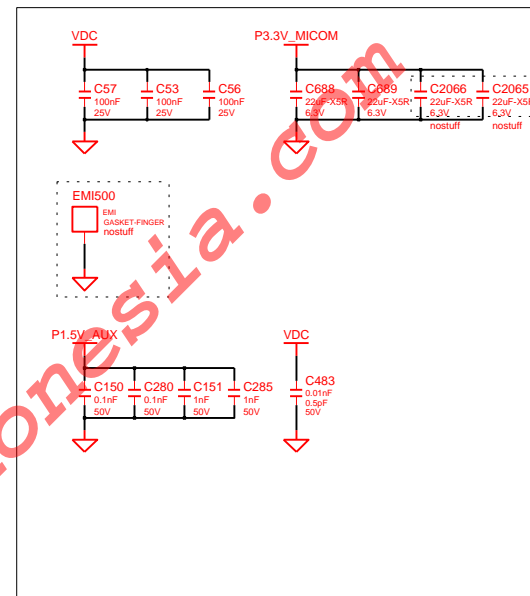 VDC
P3.3V_MICOM
C57
100nF
25V
C53
100nF
25V
C56
100nF
25V
C688
22uF-X5R
6.3V
C689
22uF-X5R
6.3V
C2066
22uF-X5R
6.3V
nostuff
C2065
22uF-X5R
6.3V
nostuff
EMI500
EMI
GASKET-FINGER
nostuff
P1.5V_AUX
VDC
C150
0.1nF
50V
C280
0.1nF
50V
C151
1nF
50V
C285
1nF
50V
C483
0.01nF
0.5pF
50V
onesia.com